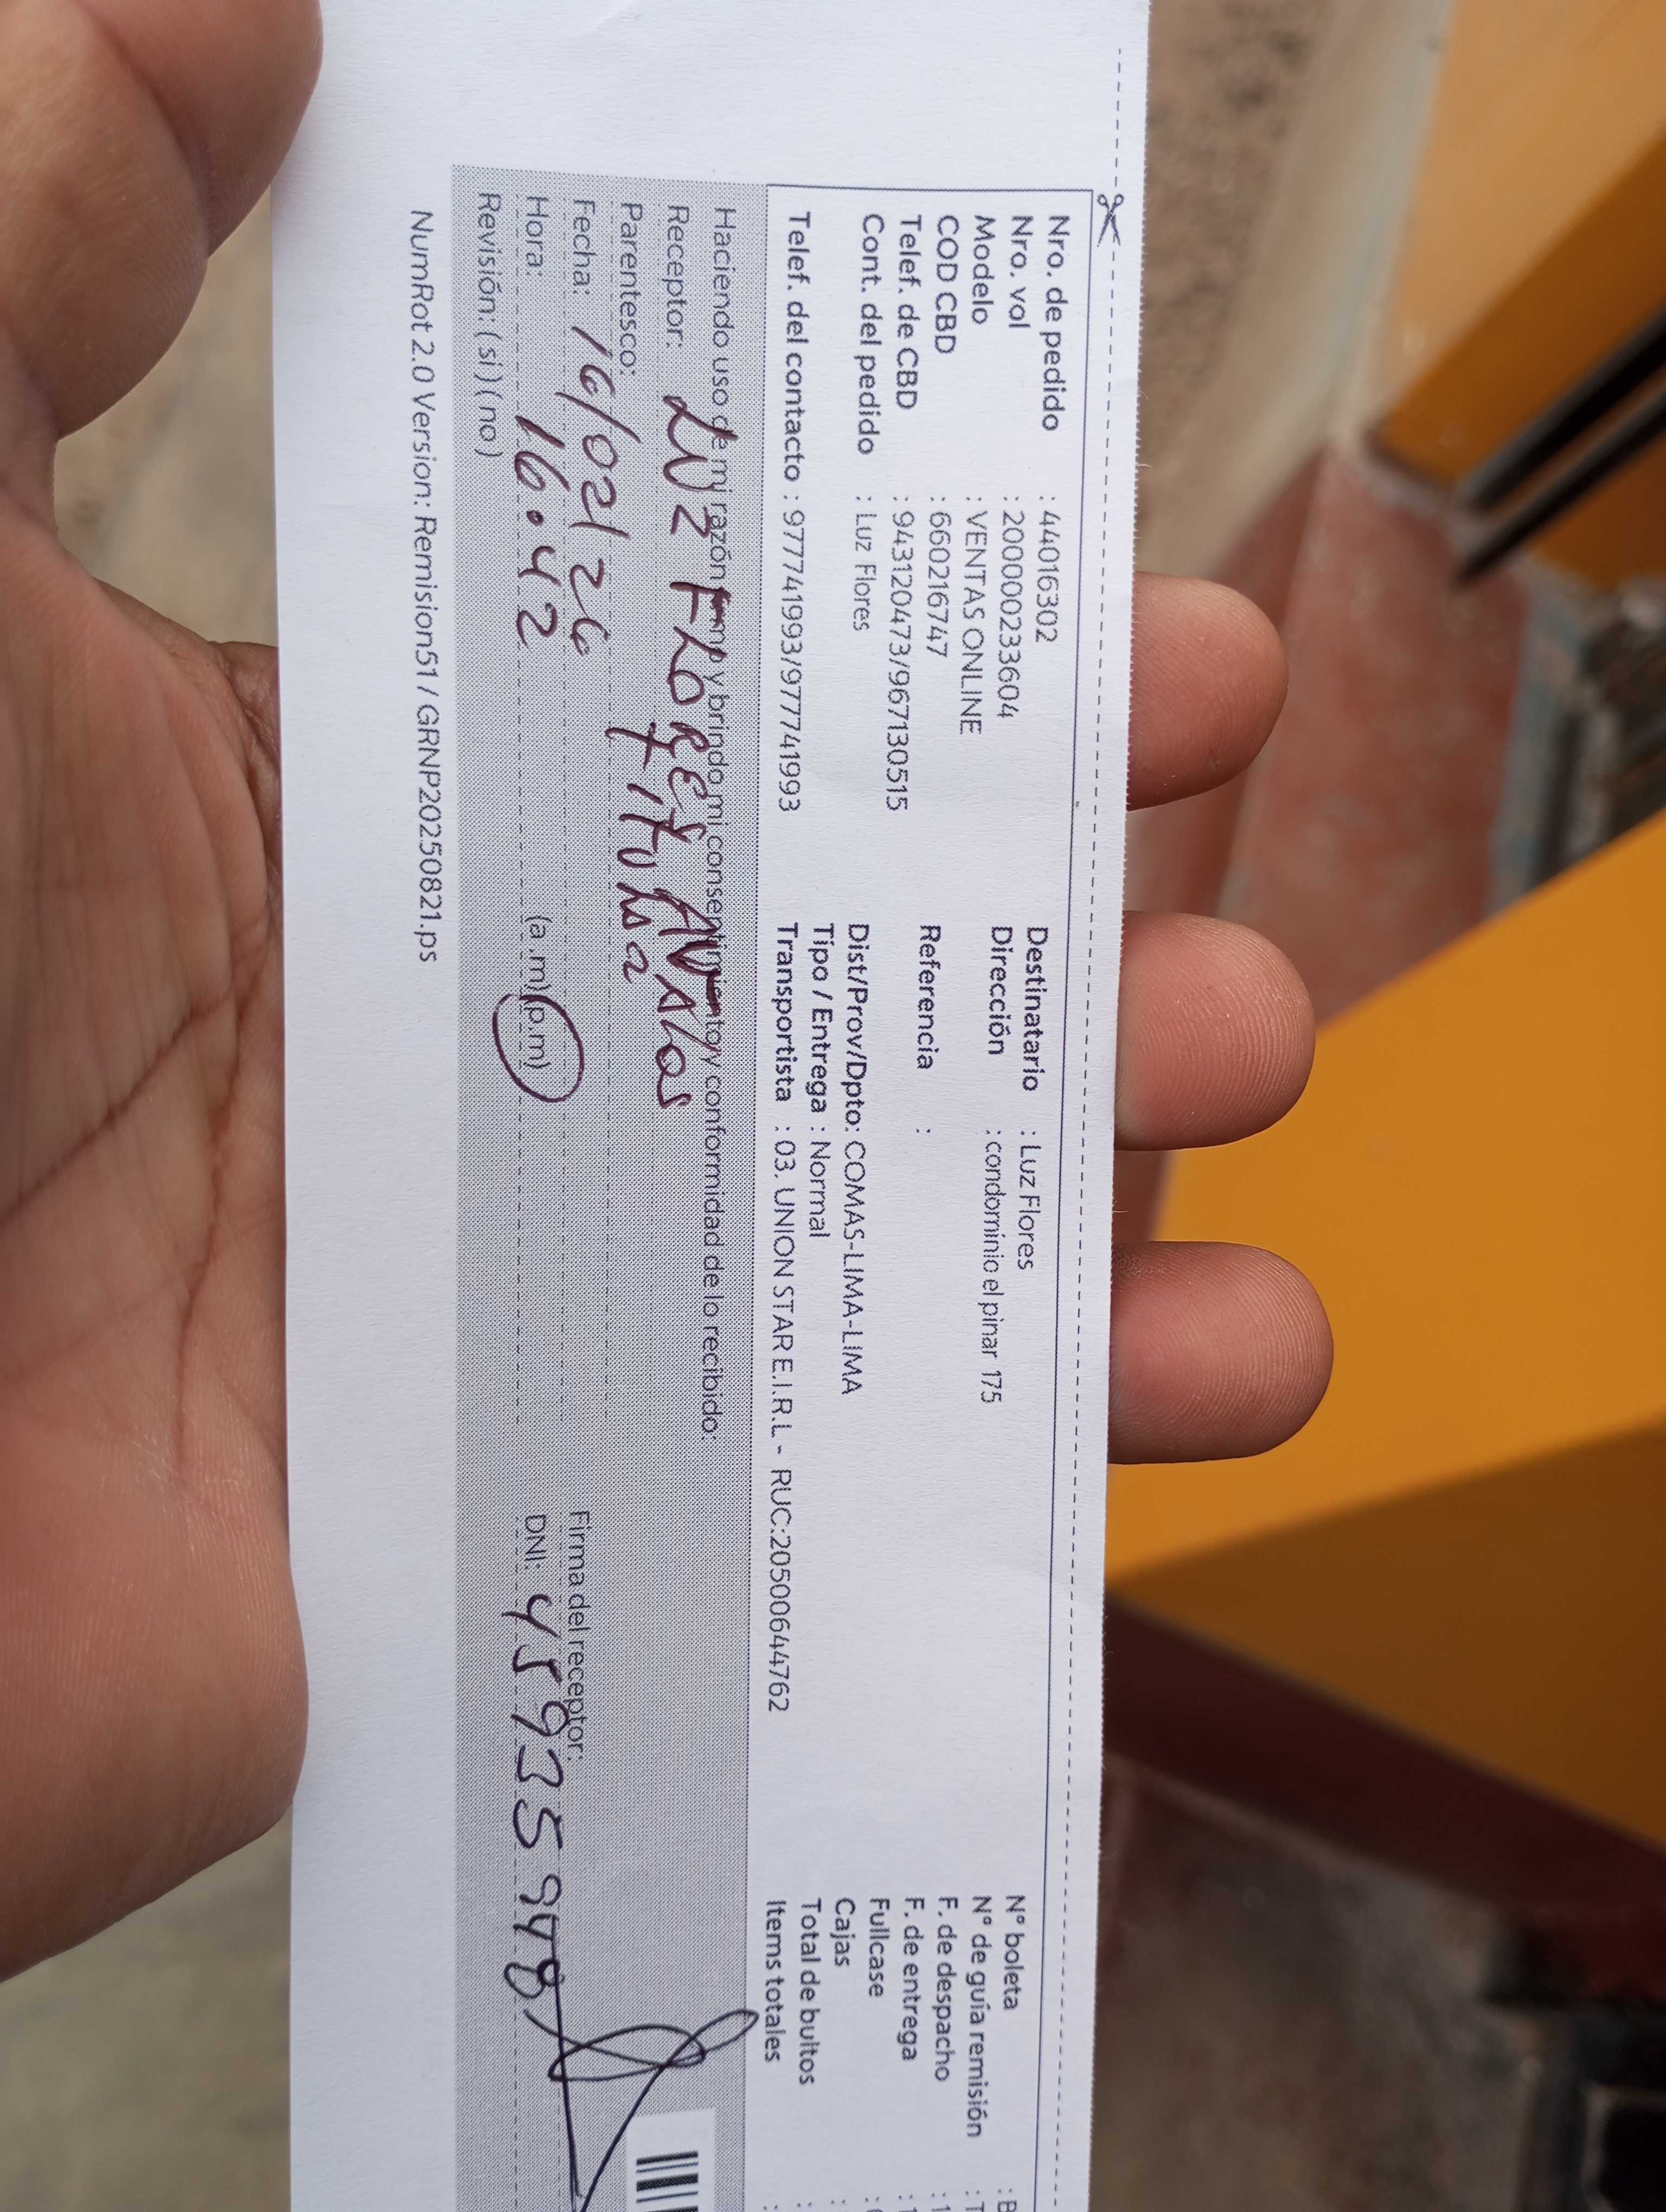 Nro. de pedido : 44016302
Nro. vol : 200000233604
Modelo : VENTAS ONLINE
COD CBD : 660216747
Telef. de CBD : 943120473/967130515
Cont. del pedido : Luz Flores
Telef. del contacto : 977741993/977741993
Destinatario : Luz Flores
Dirección : condominio el pinar 175
Referencia :
Dist/Prov/Dpto: COMAS-LIMA-LIMA
Tipo / Entrega : Normal
Transportista : 03. UNION STAR E.I.R.L - RUC:20500644762
N° boleta : B
N° de guía remisión : T
F. de despacho : 1
F. de entrega : 1
Fullcase
Cajas :
Total de bultos :
Items totales :
Haciendo uso de mi razón firmo y brindo mi consentimiento y conformidad de lo recibido:
Receptor: LUZ FLORES AVALOS
Parentesco: titular
Fecha: 16/02/26
Hora: 16.42 (a.m) (p.m)
Revisión: ( si ) ( no )
Firma del receptor:
DNI: 45935948
NumRot 2.0 Version: Remision51 / GRNP20250821.ps